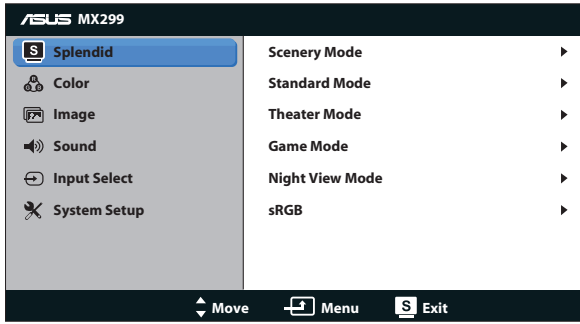 ASUS MX299
S Splendid
Color
Image
Sound
Input Select
System Setup
Scenery Mode
Standard Mode
Theater Mode
Game Mode
Night View Mode
sRGB
Move Menu S Exit